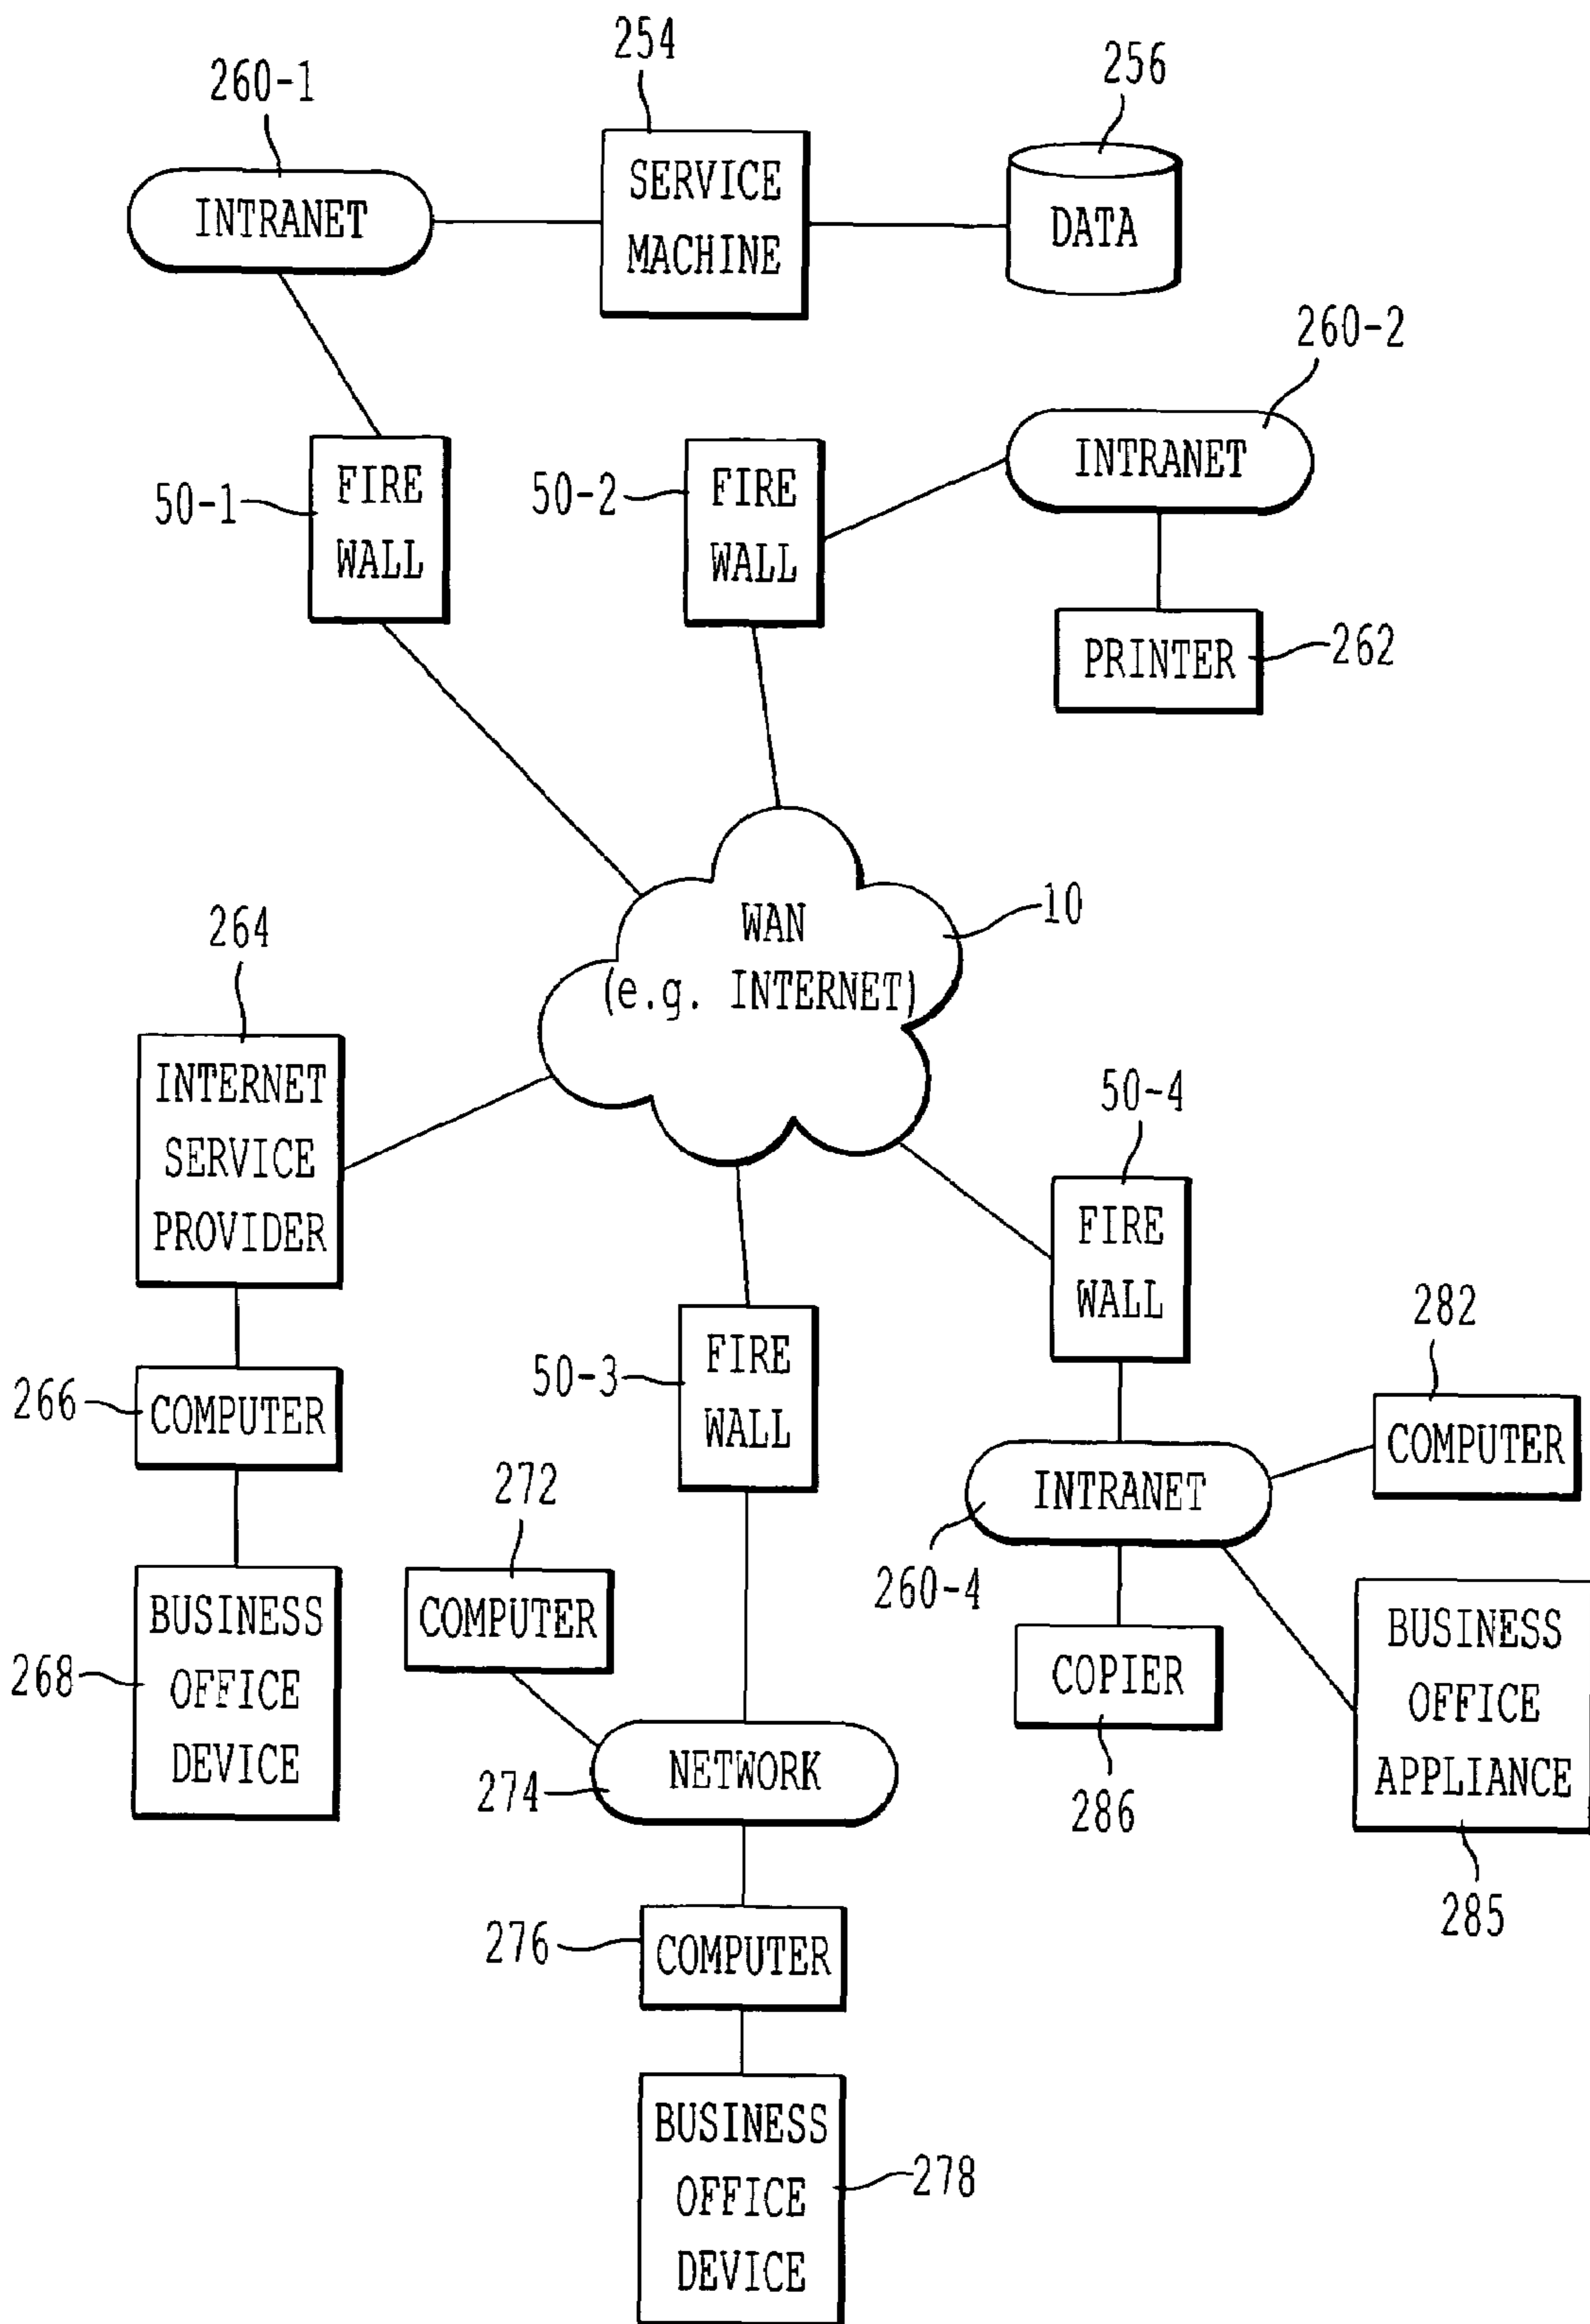 254
256
260-1
SERVICE
MACHINE
INTRANET
DATA
260-2
INTRANET
50-1
FIRE
WALL
50-2
FIRE
WALL
PRINTER
262
10
WAN
(e.g. INTERNET)
264
INTERNET
SERVICE
PROVIDER
50-4
FIRE
WALL
282
COMPUTER
266
COMPUTER
50-3
FIRE
WALL
272
COMPUTER
INTRANET
260-4
268
BUSINESS
OFFICE
DEVICE
COPIER
286
BUSINESS
OFFICE
APPLIANCE
285
274
NETWORK
276
COMPUTER
BUSINESS
OFFICE
DEVICE
278